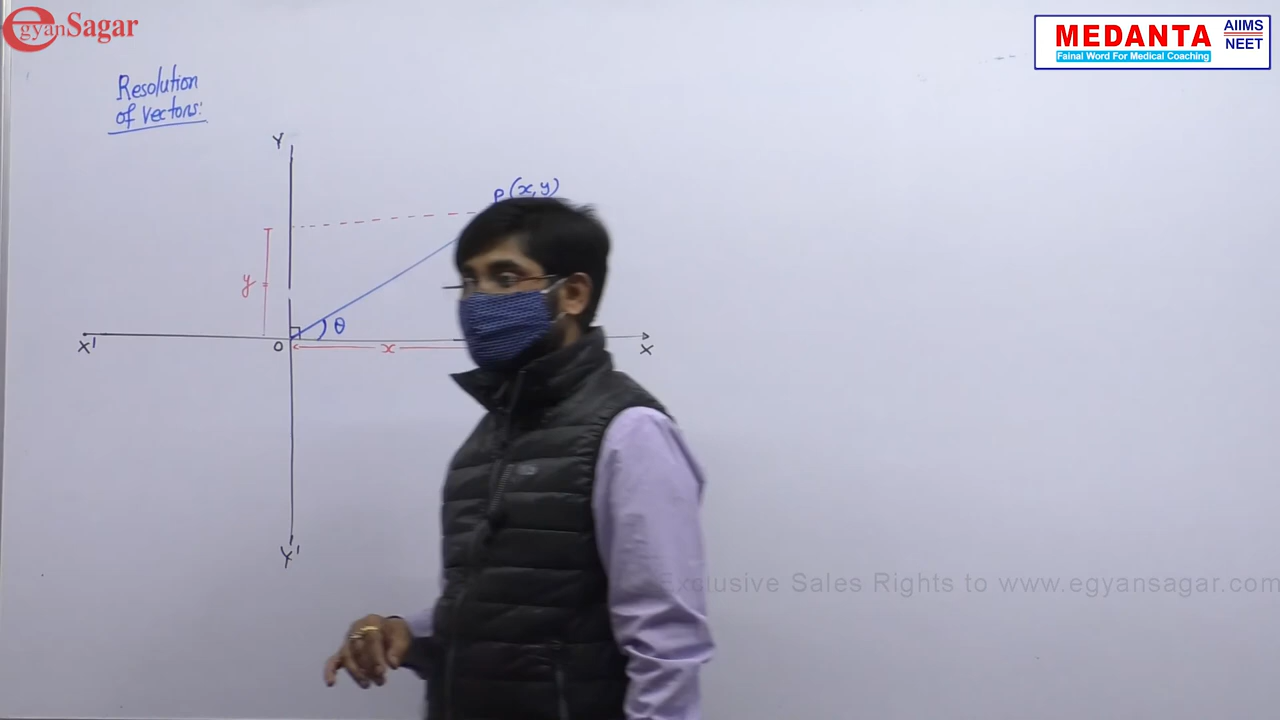 egyanSagar
MEDANTA
AIIMS
NEET
Fainal Word For Medical Coaching
Resolution
of vectors:
Y
P(x,y)
y
θ
X'
O
x
X
Y'
Exclusive Sales Rights to www.egyansagar.com